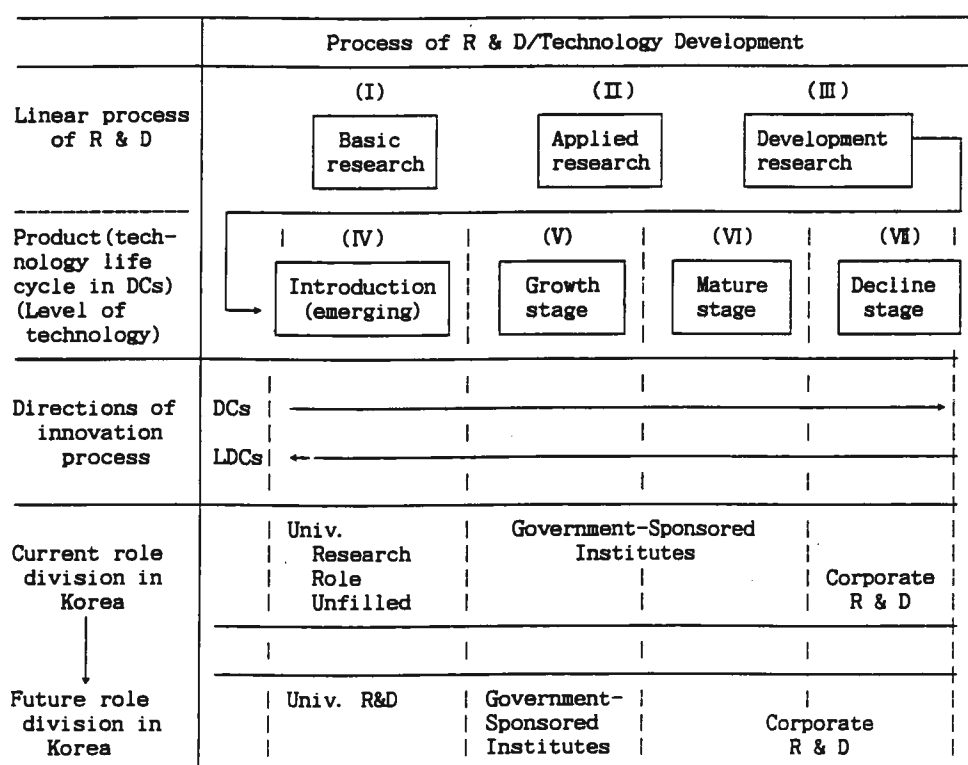 Process of R & D/Technology Development
Linear process
of R & D
(I)
Basic
research
(II)
Applied
research
(III)
Development
research
Product(tech-
nology life
cycle in DCs)
(Level of
technology)
(IV)
Introduction
(emerging)
(V)
Growth
stage
(VI)
Mature
stage
(VII)
Decline
stage
Directions of
innovation
process
DCs
LDCs
Current role
division in
Korea
Univ.
Research
Role
Unfilled
Government-Sponsored
Institutes
Corporate
R & D
Future role
division in
Korea
Univ. R&D
Government-
Sponsored
Institutes
Corporate
R & D